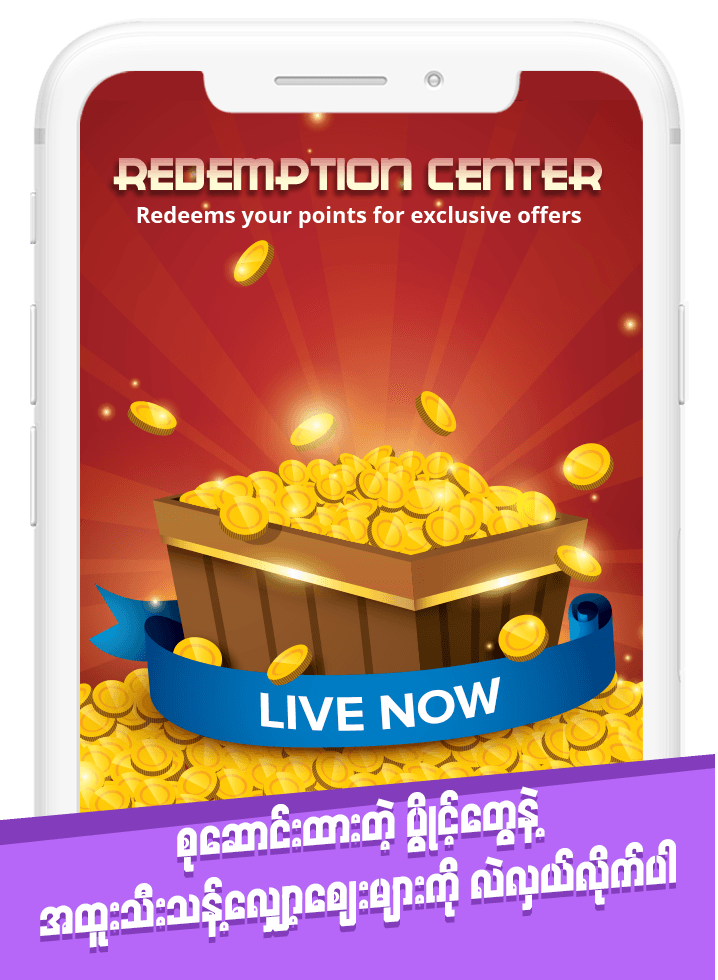 REDEMPTION CENTER
Redeems your points for exclusive offers
LIVE NOW
စုဆောင်းထားတဲ့ ပွိုင့်တွေနဲ့
အထူးသီးသန့်လျှော့ဈေးများကို လဲလှယ်လိုက်ပါ